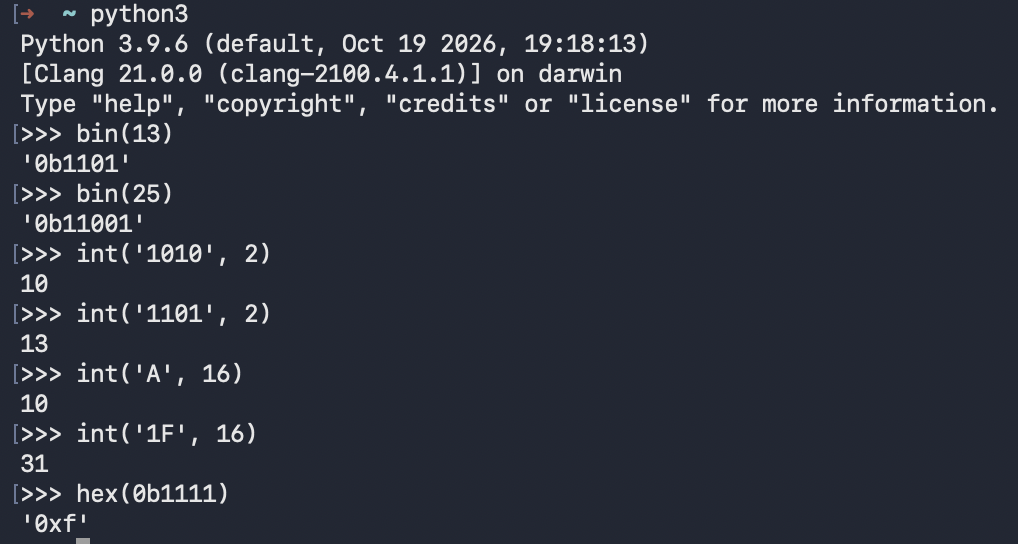 [➜  ~ python3
Python 3.9.6 (default, Oct 19 2026, 19:18:13)
[Clang 21.0.0 (clang-2100.4.1.1)] on darwin
Type "help", "copyright", "credits" or "license" for more information.
[>>> bin(13)
'0b1101'
[>>> bin(25)
'0b11001'
[>>> int('1010', 2)
10
[>>> int('1101', 2)
13
[>>> int('A', 16)
10
[>>> int('1F', 16)
31
[>>> hex(0b1111)
'0xf'